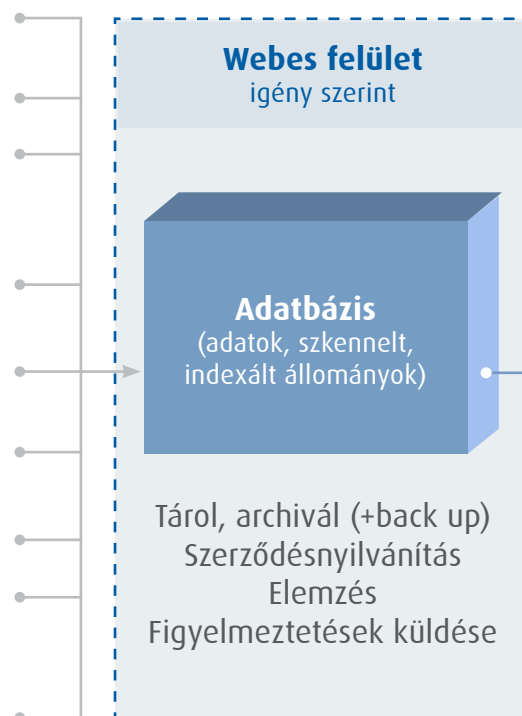 Webes felület
igény szerint
Adatbázis
(adatok, szkennelt,
indexált állományok)
Tárol, archivál (+back up)
Szerződésnyilvánítás
Elemzés
Figyelmeztetések küldése